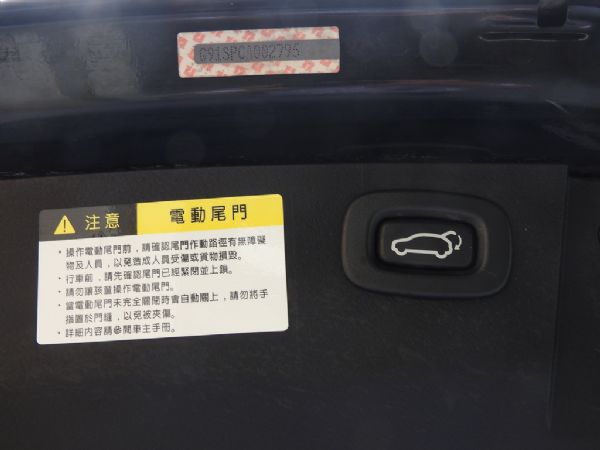 G91SPCA002795
注意 電動尾門
・操作電動尾門前，請確認尾門作動路徑有無障礙
物及人員，以免造成人員受傷或貨物損毀。
・行車前，請先確認尾門已經緊閉並上鎖。
・請勿讓孩童操作電動尾門。
・當電動尾門未完全關閉時會自動關上，請勿將手
指置於門縫，以免被夾傷。
・詳細內容請參閱車主手冊。